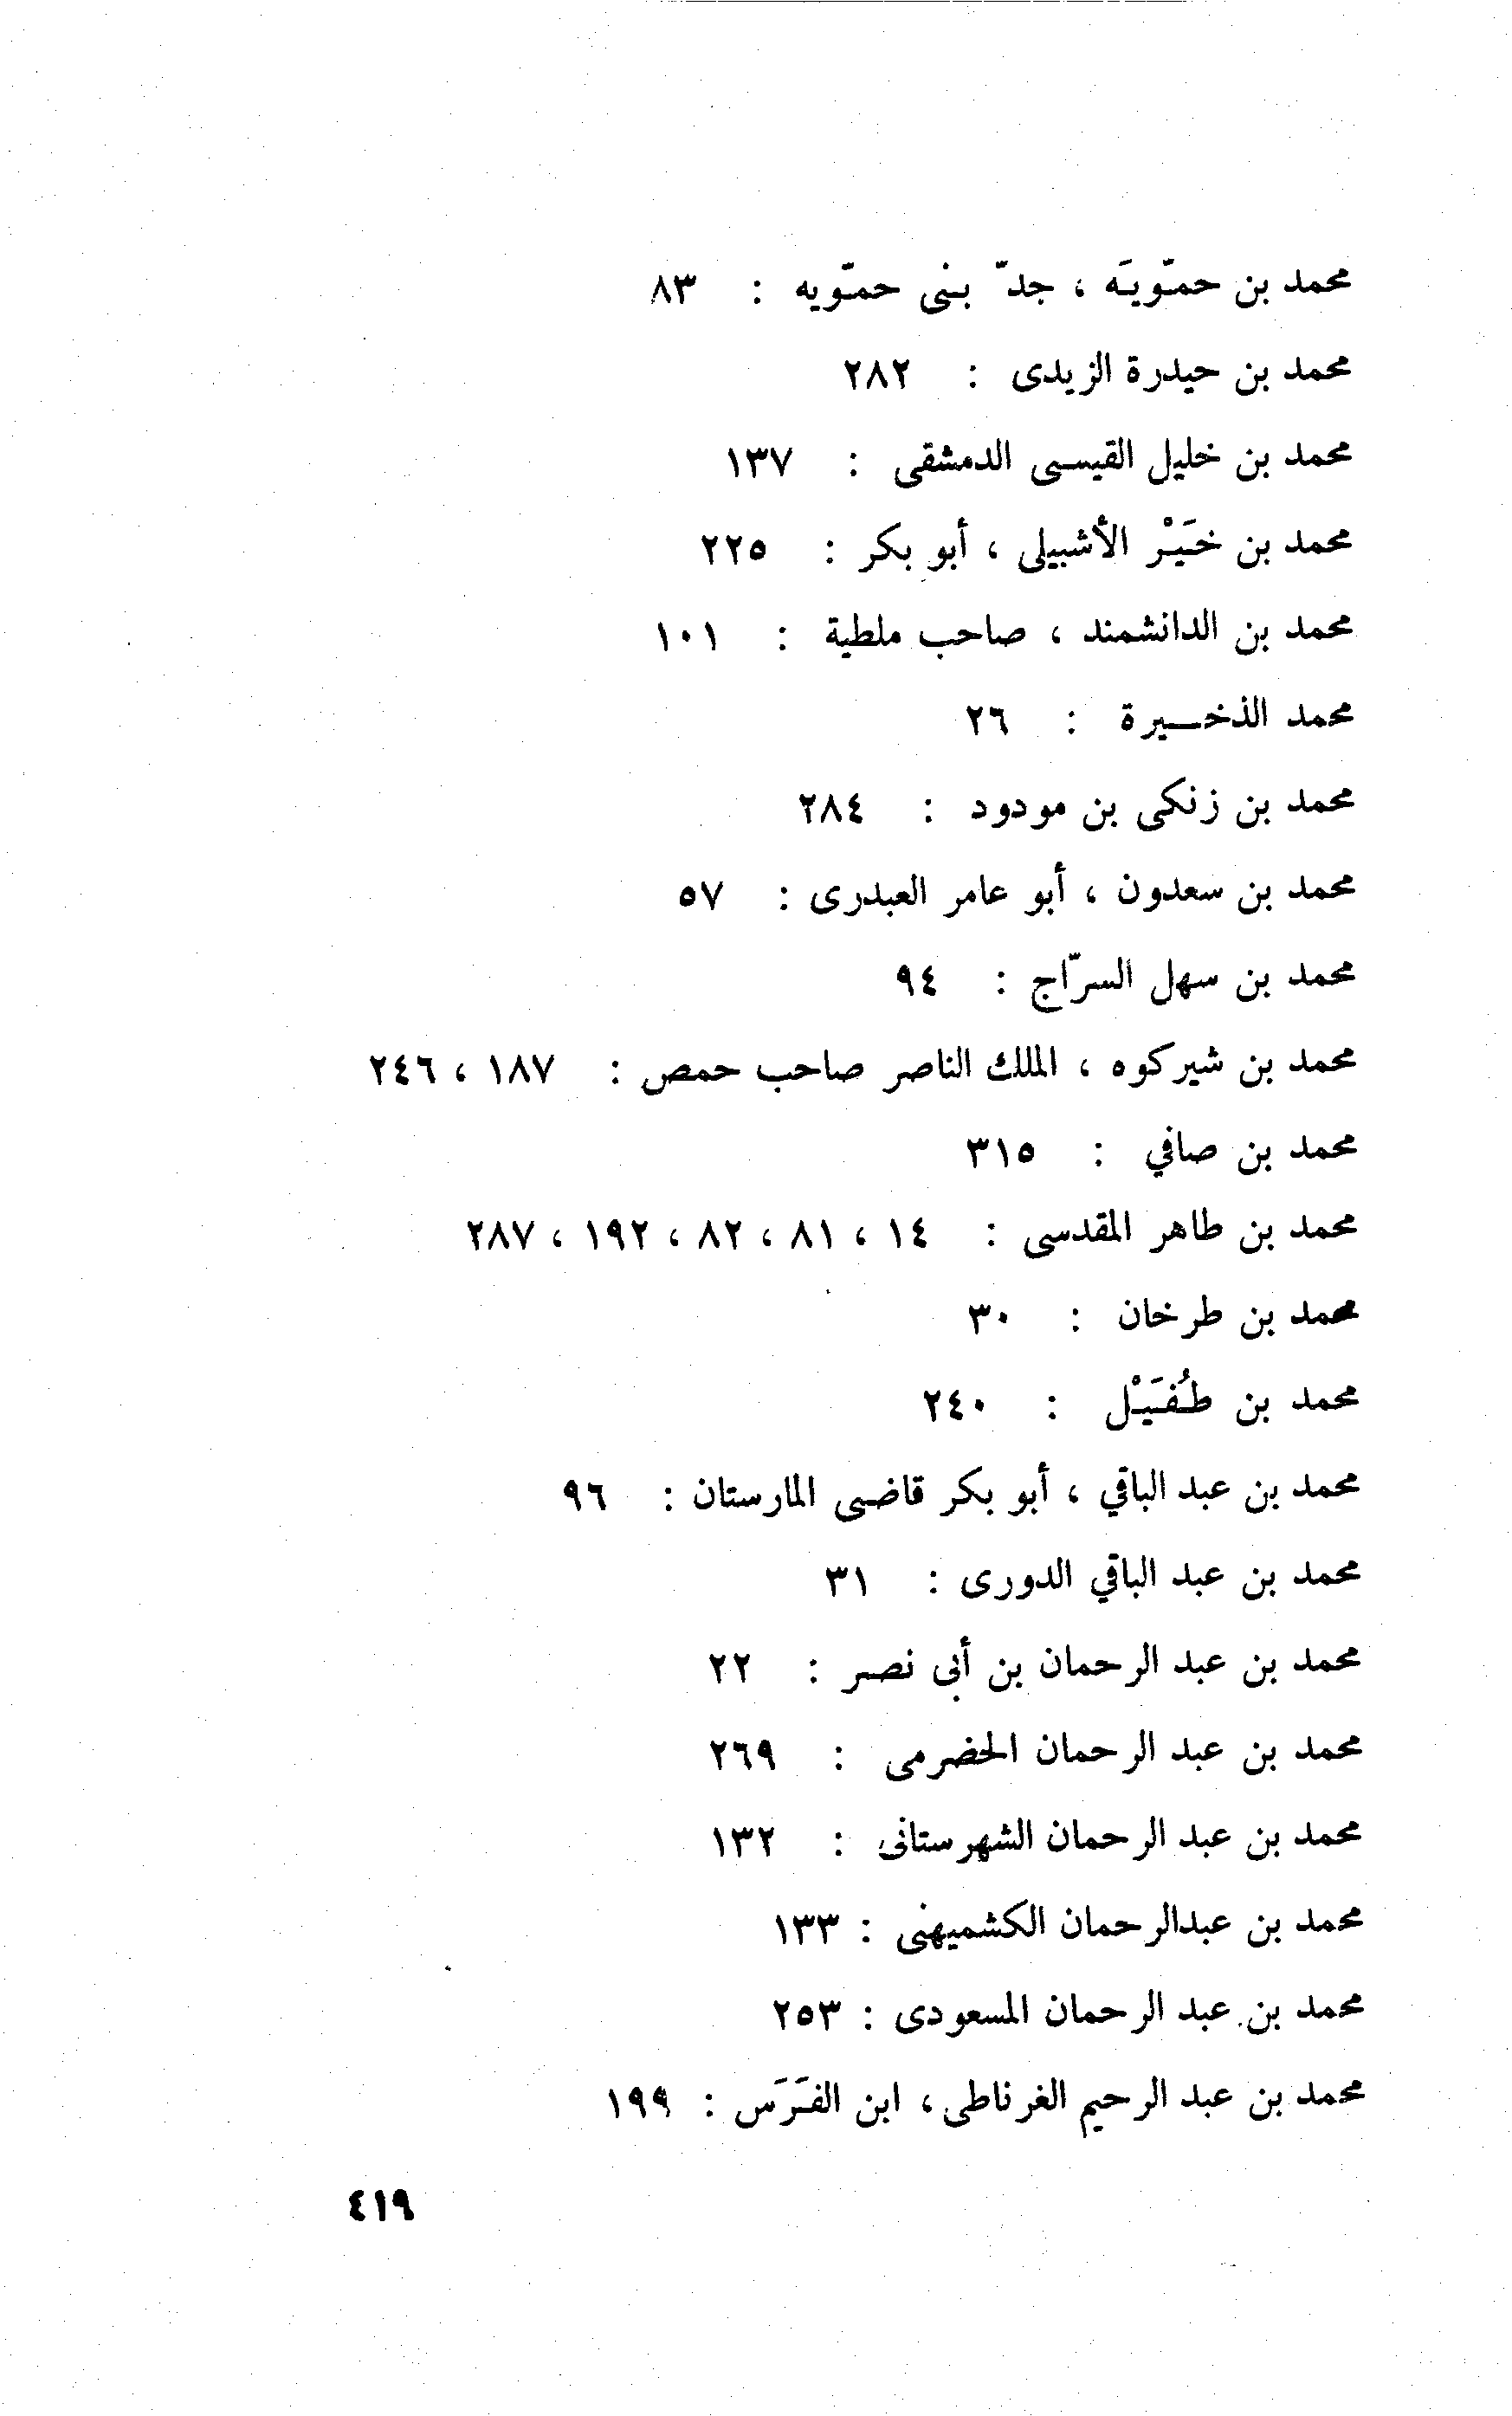 محمد بن حمّويَه ، جدّ بنى حمّويه : ٨٣
محمد بن حيدرة الزيدى : ٢٨٢
محمد بن خليل القيسى الدمشقى : ١٣٧
محمد بن خَيْر الأشبيلى ، أبو بكر : ٢٢٥
محمد بن الدانشمند ، صاحب ملطية : ١٠١
محمد الذخــيرة : ٢٦
محمد بن زنكى بن مودود : ٢٨٤
محمد بن سعدون ، أبو عامر العبدرى : ٥٧
محمد بن سهل السرّاج : ٩٤
محمد بن شيركوه ، الملك الناصر صاحب حمص : ١٨٧ ، ٢٤٦
محمد بن صافي : ٣١٥
محمد بن طاهر المقدسى : ١٤ ، ٨١ ، ٨٢ ، ١٩٢ ، ٢٨٧
محمد بن طرخان : ٣٠
محمد بن طُفَيْل : ٢٤٠
محمد بن عبد الباقي ، أبو بكر قاضى المارستان : ٩٦
محمد بن عبد الباقي الدورى : ٣١
محمد بن عبد الرحمان بن أبى نصر : ٢٢
محمد بن عبد الرحمان الحضرمى : ٢٦٩
محمد بن عبد الرحمان الشهرستانى : ١٣٢
محمد بن عبدالرحمان الكشميهنى : ١٣٣
محمد بن عبد الرحمان المسعودى : ٢٥٣
محمد بن عبد الرحيم الغرناطى ، ابن الفَرَس : ١٩٩
٤١٩